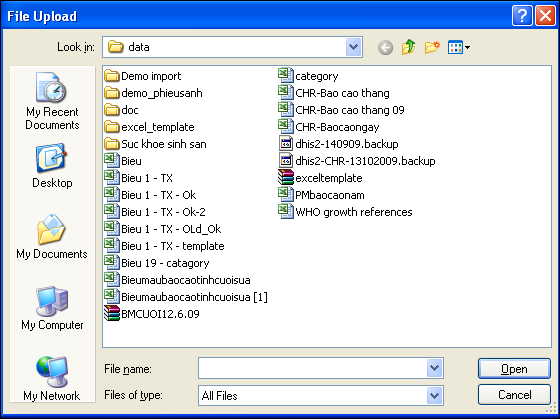 File Upload
Look in:
data
My Recent
Documents
Desktop
My Documents
My Computer
My Network
Demo import
demo_phieusanh
doc
excel_template
Suc khoe sinh san
Bieu
Bieu 1 - TX
Bieu 1 - TX - Ok
Bieu 1 - TX - Ok-2
Bieu 1 - TX - OLd_Ok
Bieu 1 - TX - template
Bieu 19 - catagory
Bieumaubaocaotinhcuoisua
Bieumaubaocaotinhcuoisua [1]
BMCUOI12.6.09
category
CHR-Bao cao thang
CHR-Bao cao thang 09
CHR-Baocaongay
dhis2-140909.backup
dhis2-CHR-13102009.backup
exceltemplate
PMbaocaonam
WHO growth references
File name:
Open
Files of type:
All Files
Cancel